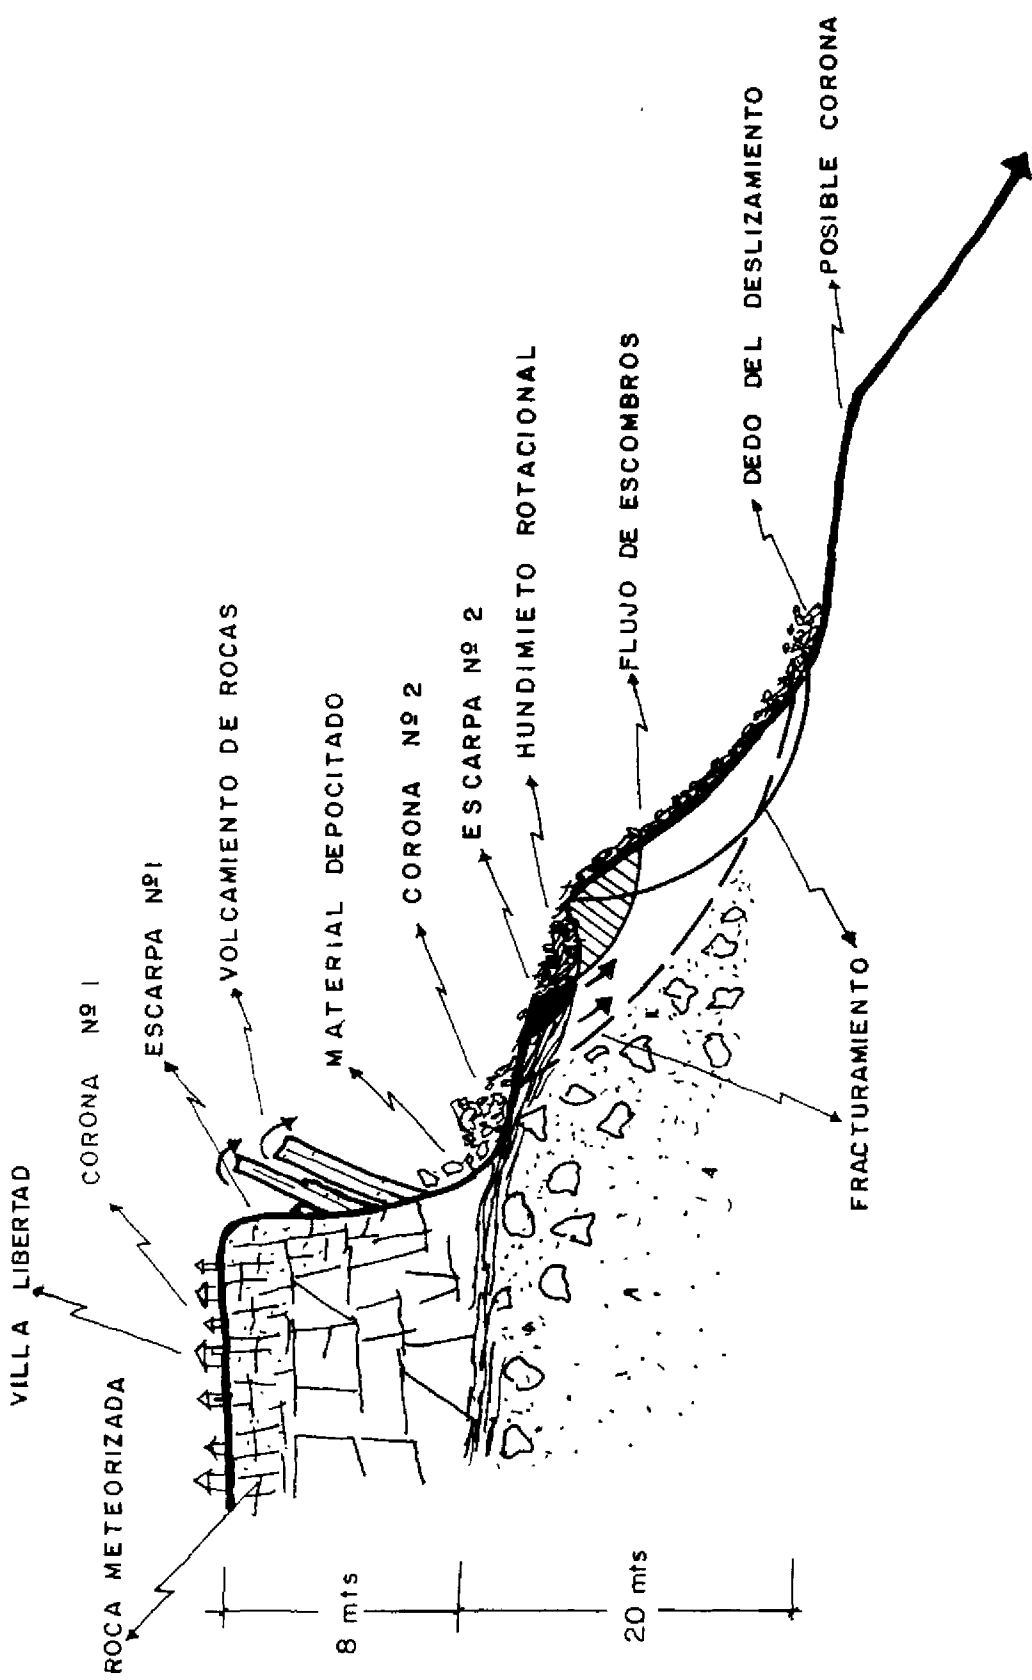 VILLA LIBERTAD
CORONA Nº 1
ESCARPA Nº1
VOLCAMIENTO DE ROCAS
MATERIAL DEPOCITADO
CORONA Nº 2
ESCARPA Nº 2
HUNDIMIETO ROTACIONAL
FLUJO DE ESCOMBROS
DEDO DEL DESLIZAMIENTO
POSIBLE CORONA
ROCA METEORIZADA
FRACTURAMIENTO
8 mts
20 mts